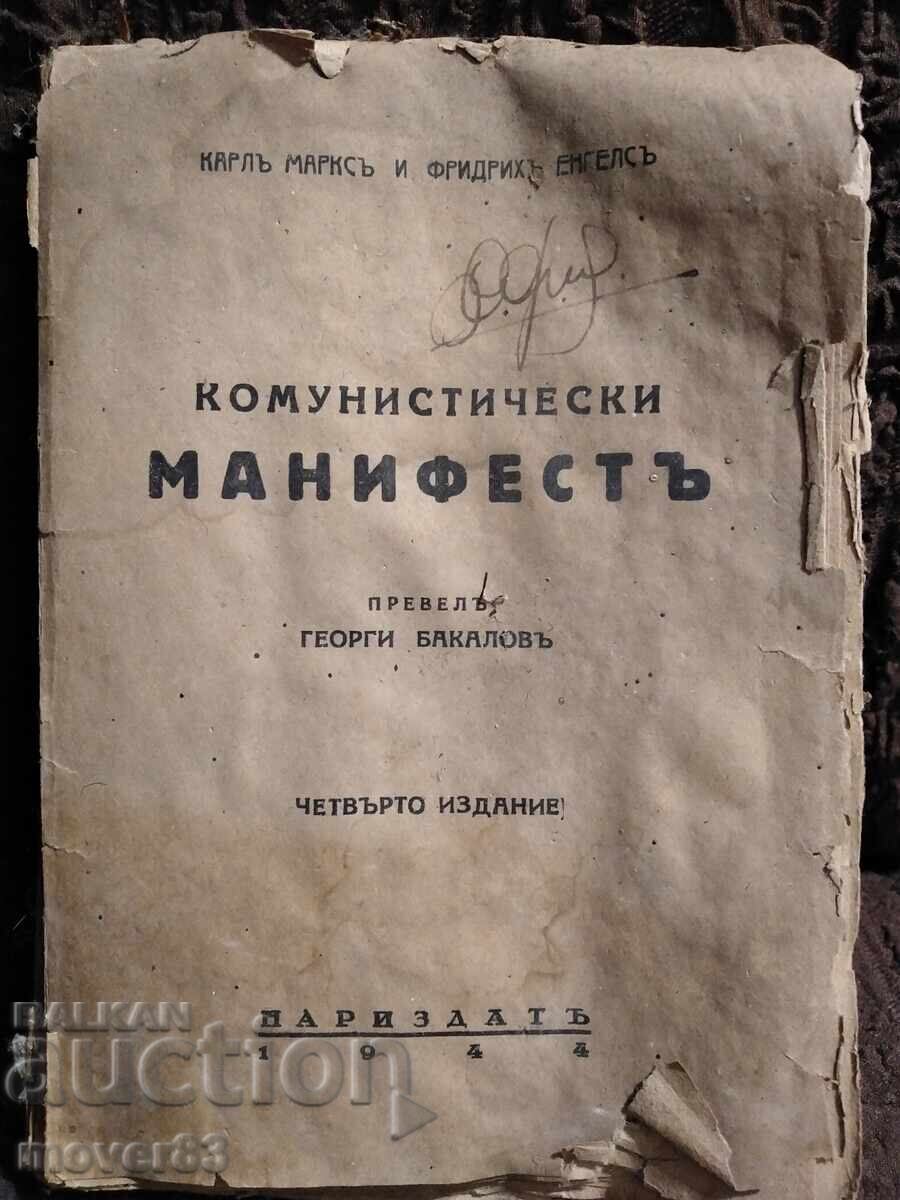 КАРЛЪ МАРКСЪ И ФРИДРИХЪ ЕНГЕЛСЪ
КОМУНИСТИЧЕСКИ
МАНИФЕСТЪ
ПРЕВЕЛЪ
ГЕОРГИ БАКАЛОВЪ
ЧЕТВЪРТО ИЗДАНИЕ
НАРИЗДАТЪ
1944
BALKAN
auction
mover83